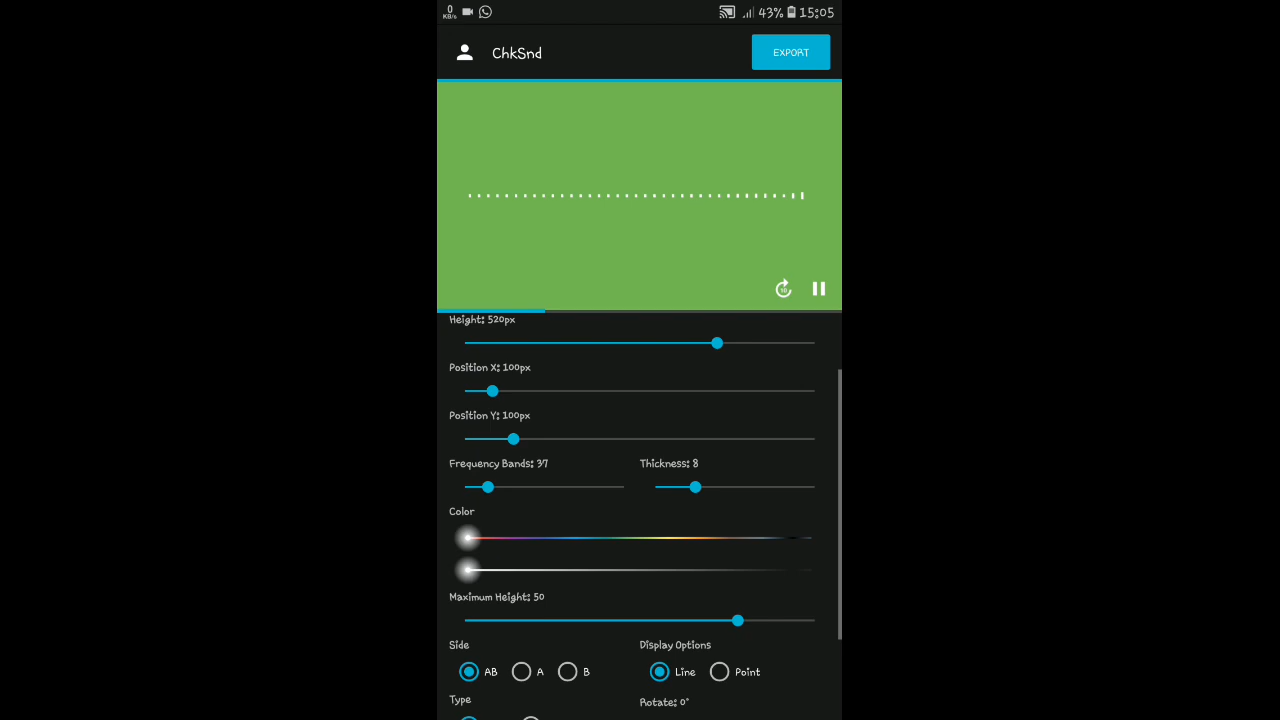 0
KB/s
43%
15:05
ChkSnd
EXPORT
10
Height: 520px
Position X: 100px
Position Y: 100px
Frequency Bands: 37
Thickness: 8
Color
Maximum Height: 50
Side
Display Options
AB
A
B
Line
Point
Type
Rotate: 0°